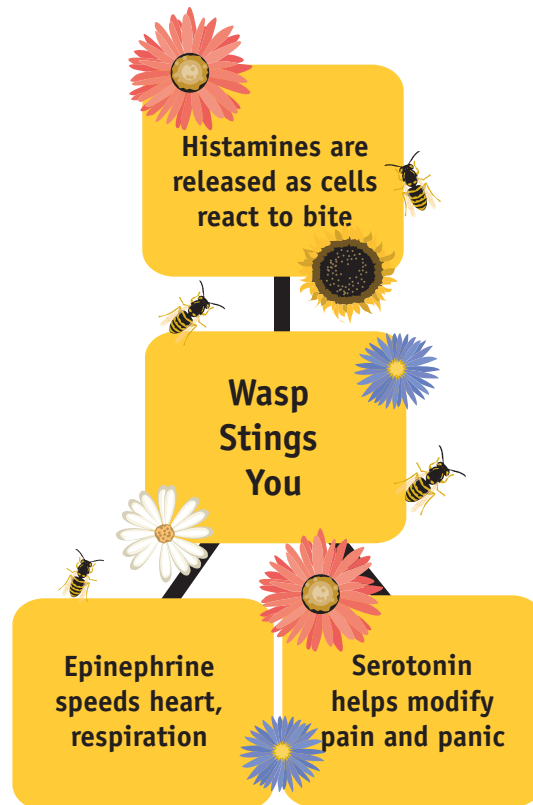 Histamines are
released as cells
react to bite
Wasp
Stings
You
Epinephrine
speeds heart,
respiration
Serotonin
helps modify
pain and panic